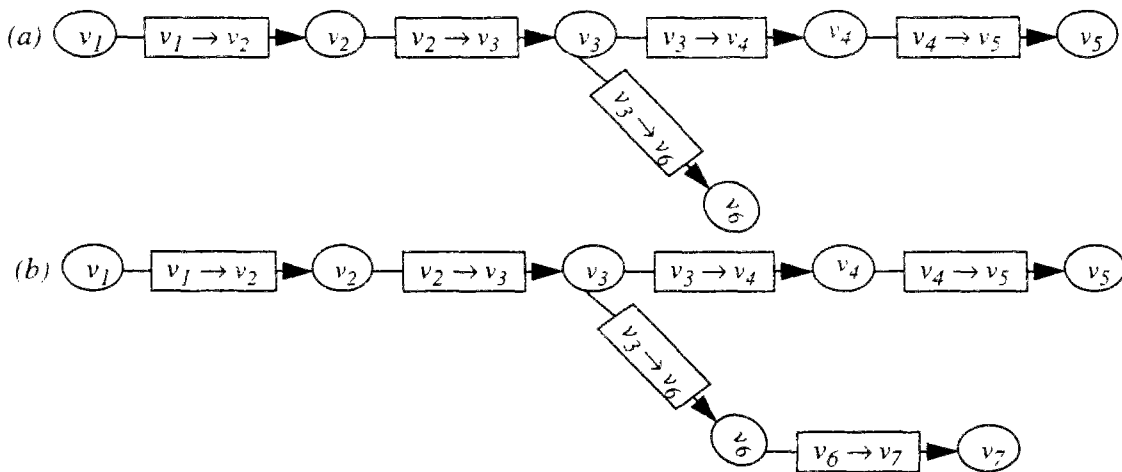 (a) v1 v1 → v2 v2 v2 → v3 v3 v3 → v4 v4 v4 → v5 v5
v3 → v6
v6
(b) v1 v1 → v2 v2 v2 → v3 v3 v3 → v4 v4 v4 → v5 v5
v3 → v6
v6 v6 → v7 v7